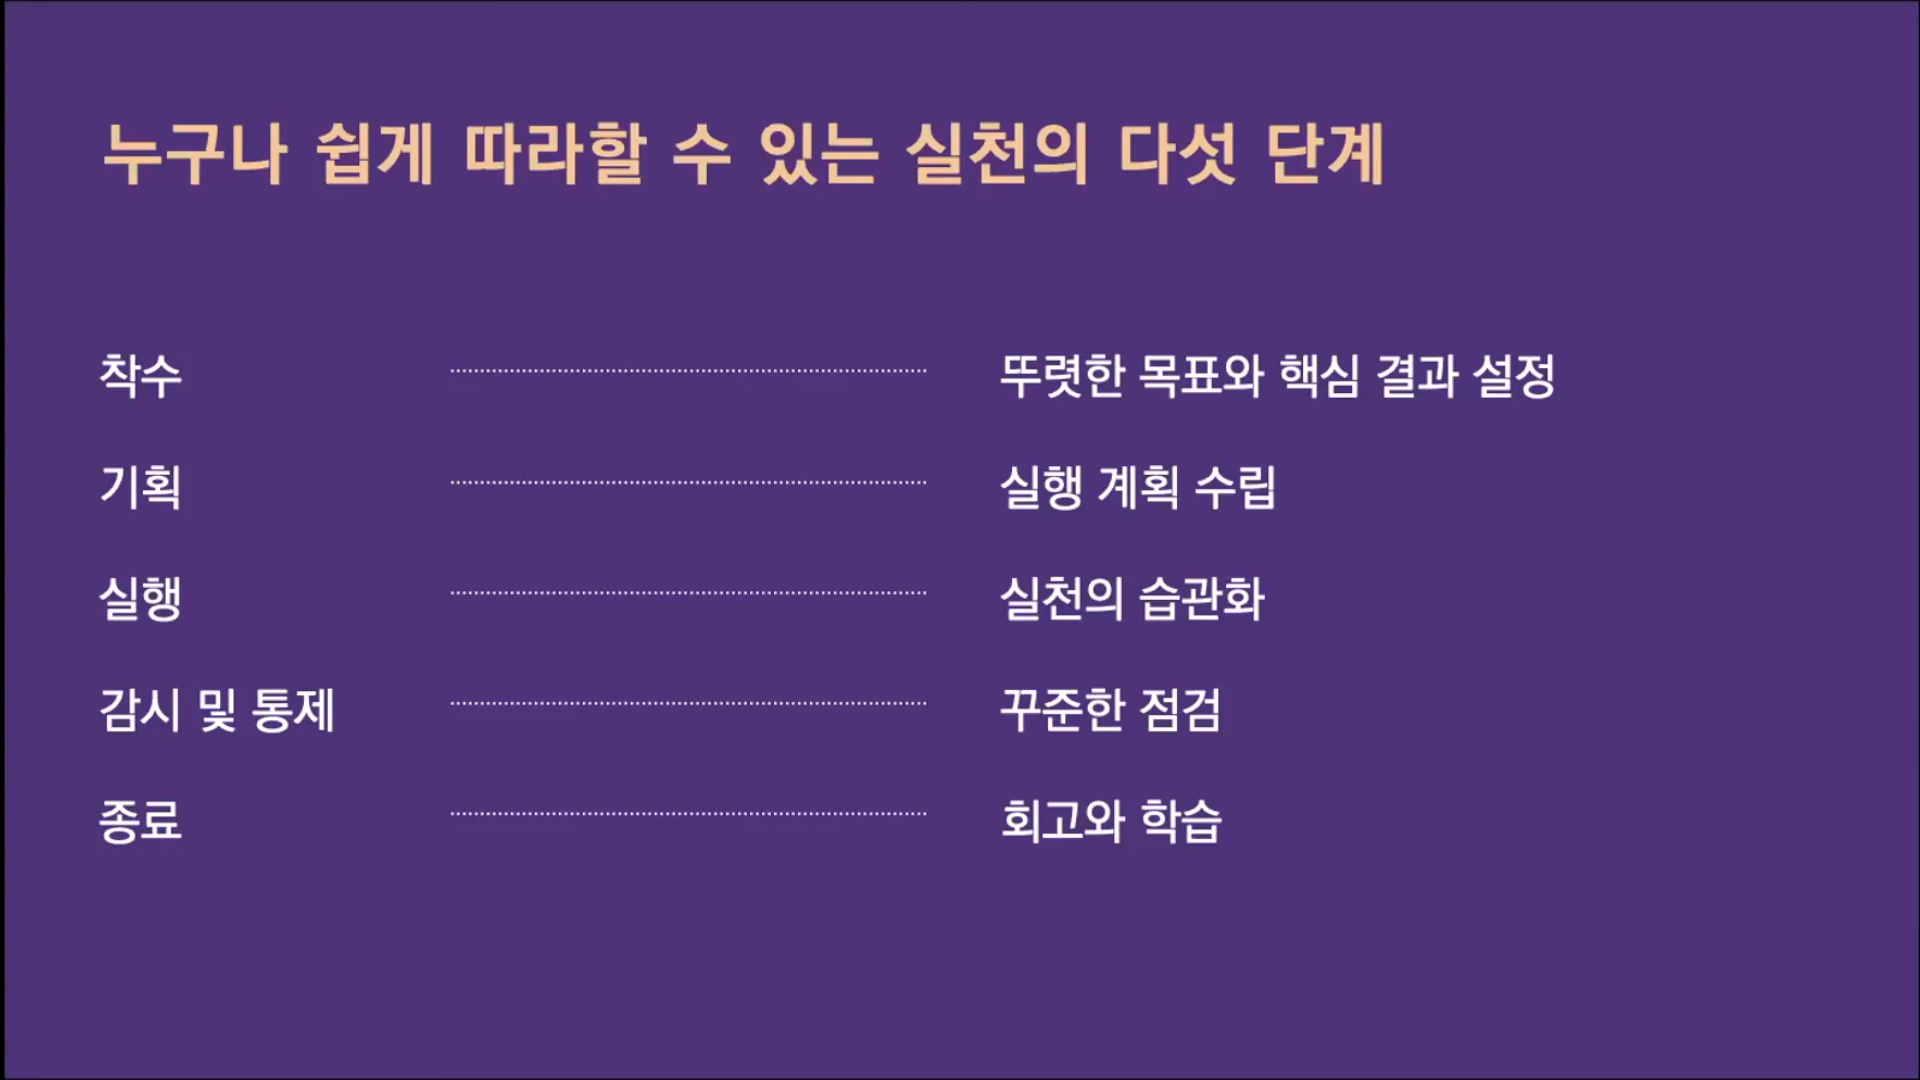 누구나 쉽게 따라할 수 있는 실천의 다섯 단계
착수 뚜렷한 목표와 핵심 결과 설정
기획 실행 계획 수립
실행 실천의 습관화
감시 및 통제 꾸준한 점검
종료 회고와 학습